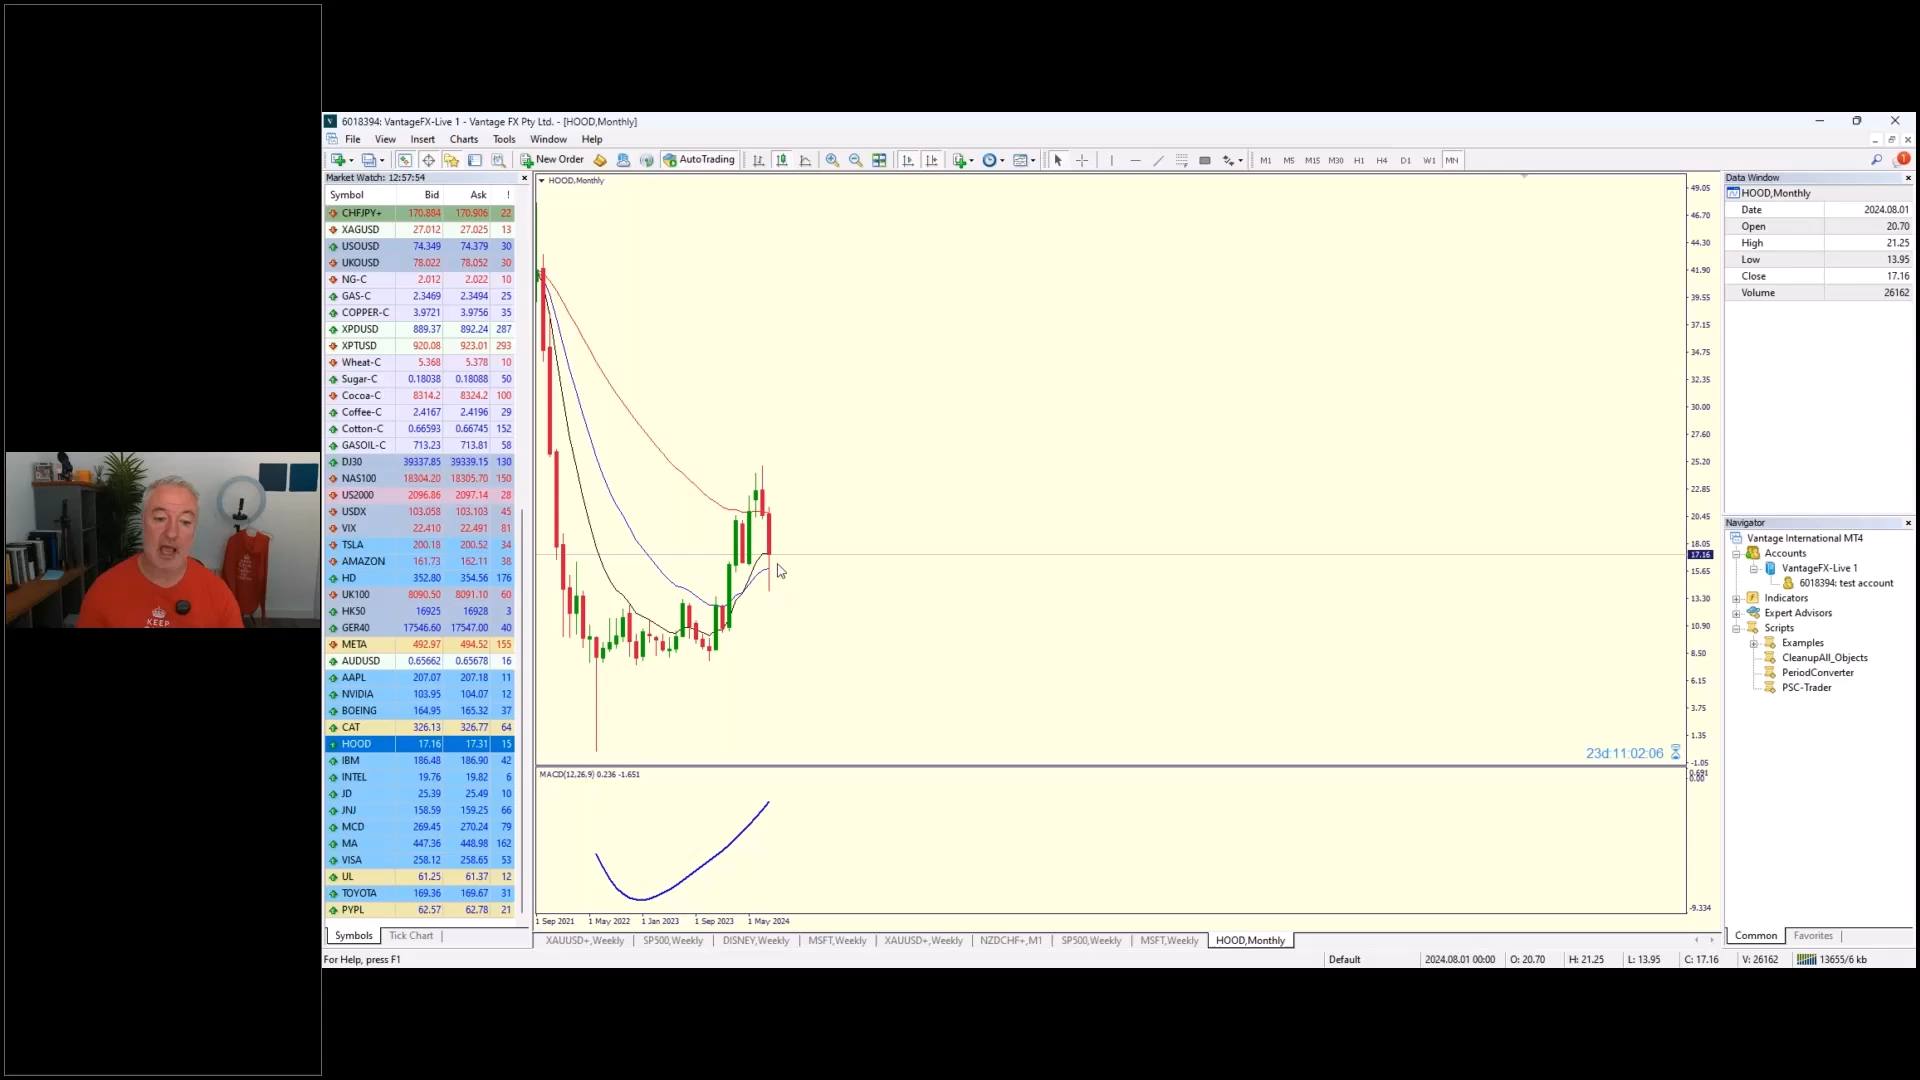 6018394: VantageFX-Live 1 - Vantage FX Pty Ltd. - [HOOD,Monthly]
File View Insert Charts Tools Window Help
New Order AutoTrading M1 M5 M15 M30 H1 H4 D1 W1 MN 1
Market Watch: 12:57:54
Symbol Bid Ask !
CHFJPY+ 170.884 170.906 22
XAGUSD 27.012 27.025 13
USOUSD 74.349 74.379 30
UKOUSD 78.022 78.052 30
NG-C 2.012 2.022 10
GAS-C 2.3469 2.3494 25
COPPER-C 3.9721 3.9756 35
XPDUSD 889.37 892.24 287
XPTUSD 920.08 923.01 293
Wheat-C 5.368 5.378 10
Sugar-C 0.18038 0.18088 50
Cocoa-C 8314.2 8324.2 100
Coffee-C 2.4167 2.4196 29
Cotton-C 0.66593 0.66745 152
GASOIL-C 713.23 713.81 58
DJ30 39337.85 39339.15 130
NAS100 18304.20 18305.70 150
US2000 2096.86 2097.14 28
USDX 103.058 103.103 45
VIX 22.410 22.491 81
TSLA 200.18 200.52 34
AMAZON 161.73 162.11 38
HD 352.80 354.56 176
UK100 8090.50 8091.10 60
HK50 16925 16928 3
GER40 17546.60 17547.00 40
META 492.97 494.52 155
AUDUSD 0.65662 0.65678 16
AAPL 207.07 207.18 11
NVIDIA 103.95 104.07 12
BOEING 164.95 165.32 37
CAT 326.13 326.77 64
HOOD 17.16 17.31 15
IBM 186.48 186.90 42
INTEL 19.76 19.82 6
JD 25.39 25.49 10
JNJ 158.59 159.25 66
MCD 269.45 270.24 79
MA 447.36 448.98 162
VISA 258.12 258.65 53
UL 61.25 61.37 12
TOYOTA 169.36 169.67 31
PYPL 62.57 62.78 21
Symbols Tick Chart
HOOD,Monthly
49.05
46.70
44.30
41.90
39.55
37.15
34.75
32.35
30.00
27.60
25.20
22.85
20.45
18.05
17.16
15.65
13.30
10.90
8.50
6.15
3.75
1.35
-1.05
23d:11:02:06
MACD(12,26,9) 0.236 -1.651
-9.334
1 Sep 2021 1 May 2022 1 Jan 2023 1 Sep 2023 1 May 2024
XAUUSD+,Weekly SP500,Weekly DISNEY,Weekly MSFT,Weekly XAUUSD+,Weekly NZDCHF+,M1 SP500,Weekly MSFT,Weekly HOOD,Monthly
Data Window
HOOD,Monthly
Date 2024.08.01
Open 20.70
High 21.25
Low 13.95
Close 17.16
Volume 26162
Navigator
Vantage International MT4
Accounts
VantageFX-Live 1
6018394: test account
Indicators
Expert Advisors
Scripts
Examples
CleanupAll_Objects
PeriodConverter
PSC-Trader
Common Favorites
For Help, press F1 Default 2024.08.01 00:00 O: 20.70 H: 21.25 L: 13.95 C: 17.16 V: 26162 13655/6 kb
KEEP